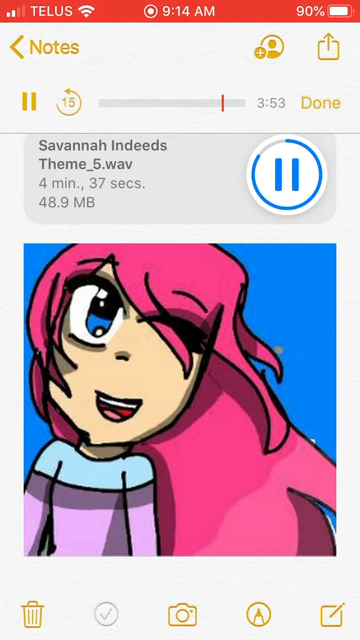 TELUS 9:14 AM 90%
Notes
15 3:53 Done
Savannah Indeeds
Theme_5.wav
4 min., 37 secs.
48.9 MB